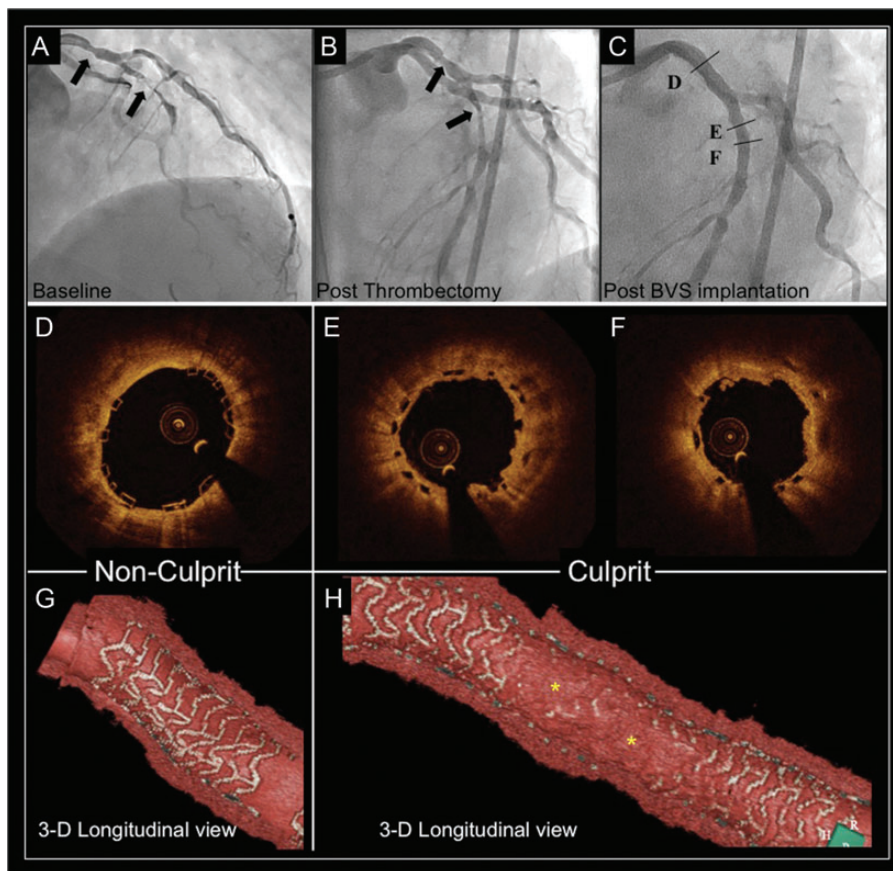 A
B
C
D
E
F
Baseline
Post Thrombectomy
Post BVS implantation
D
E
F
Non-Culprit
Culprit
G
H
*
*
3-D Longitudinal view
3-D Longitudinal view
H
R